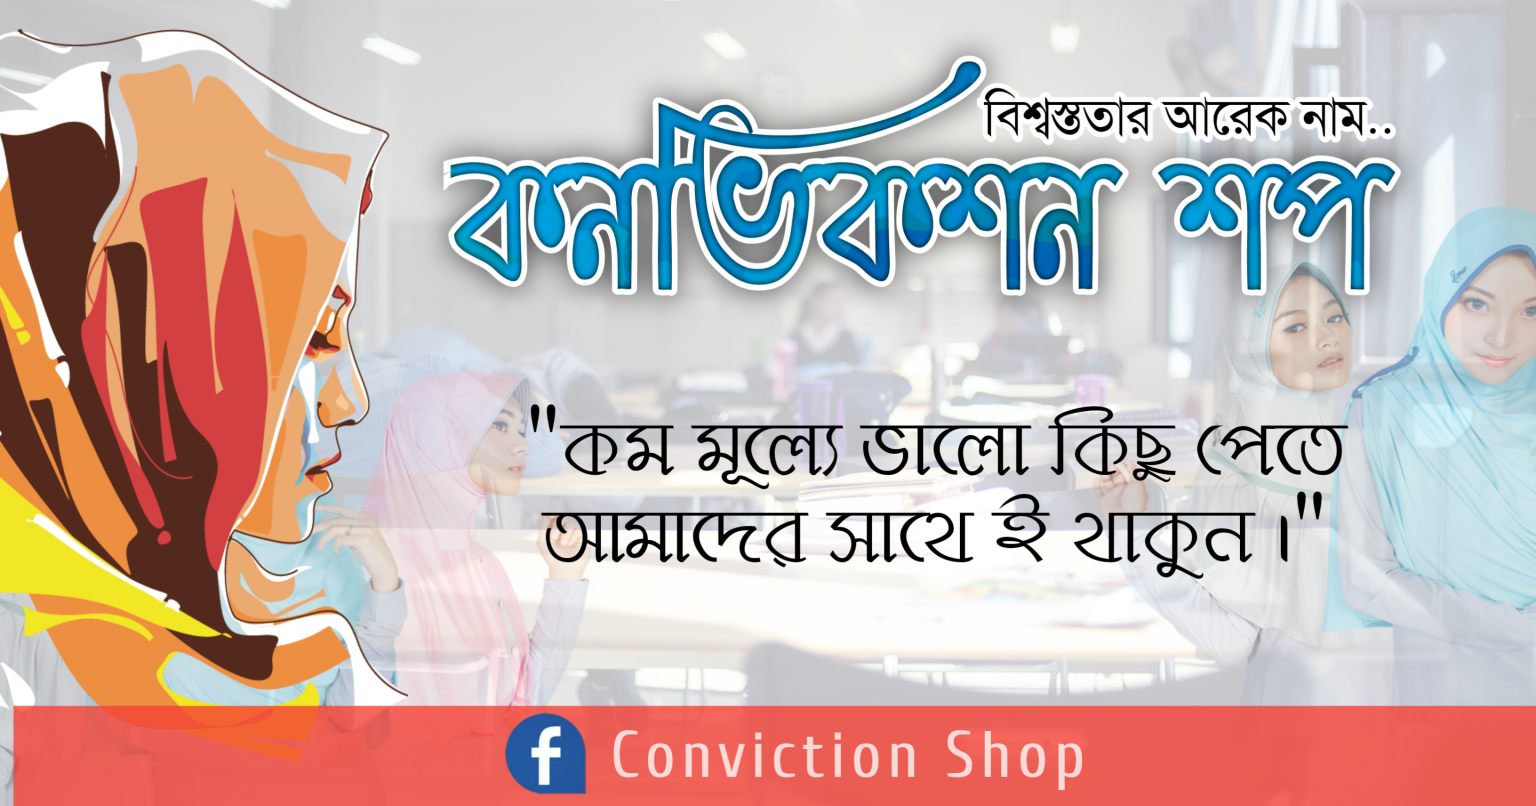 বিশ্বস্ততার আরেক নাম..
কনভিকশন শপ
"কম মূল্যে ভালো কিছু পেতে
আমাদের সাথে ই থাকুন।"
f Conviction Shop